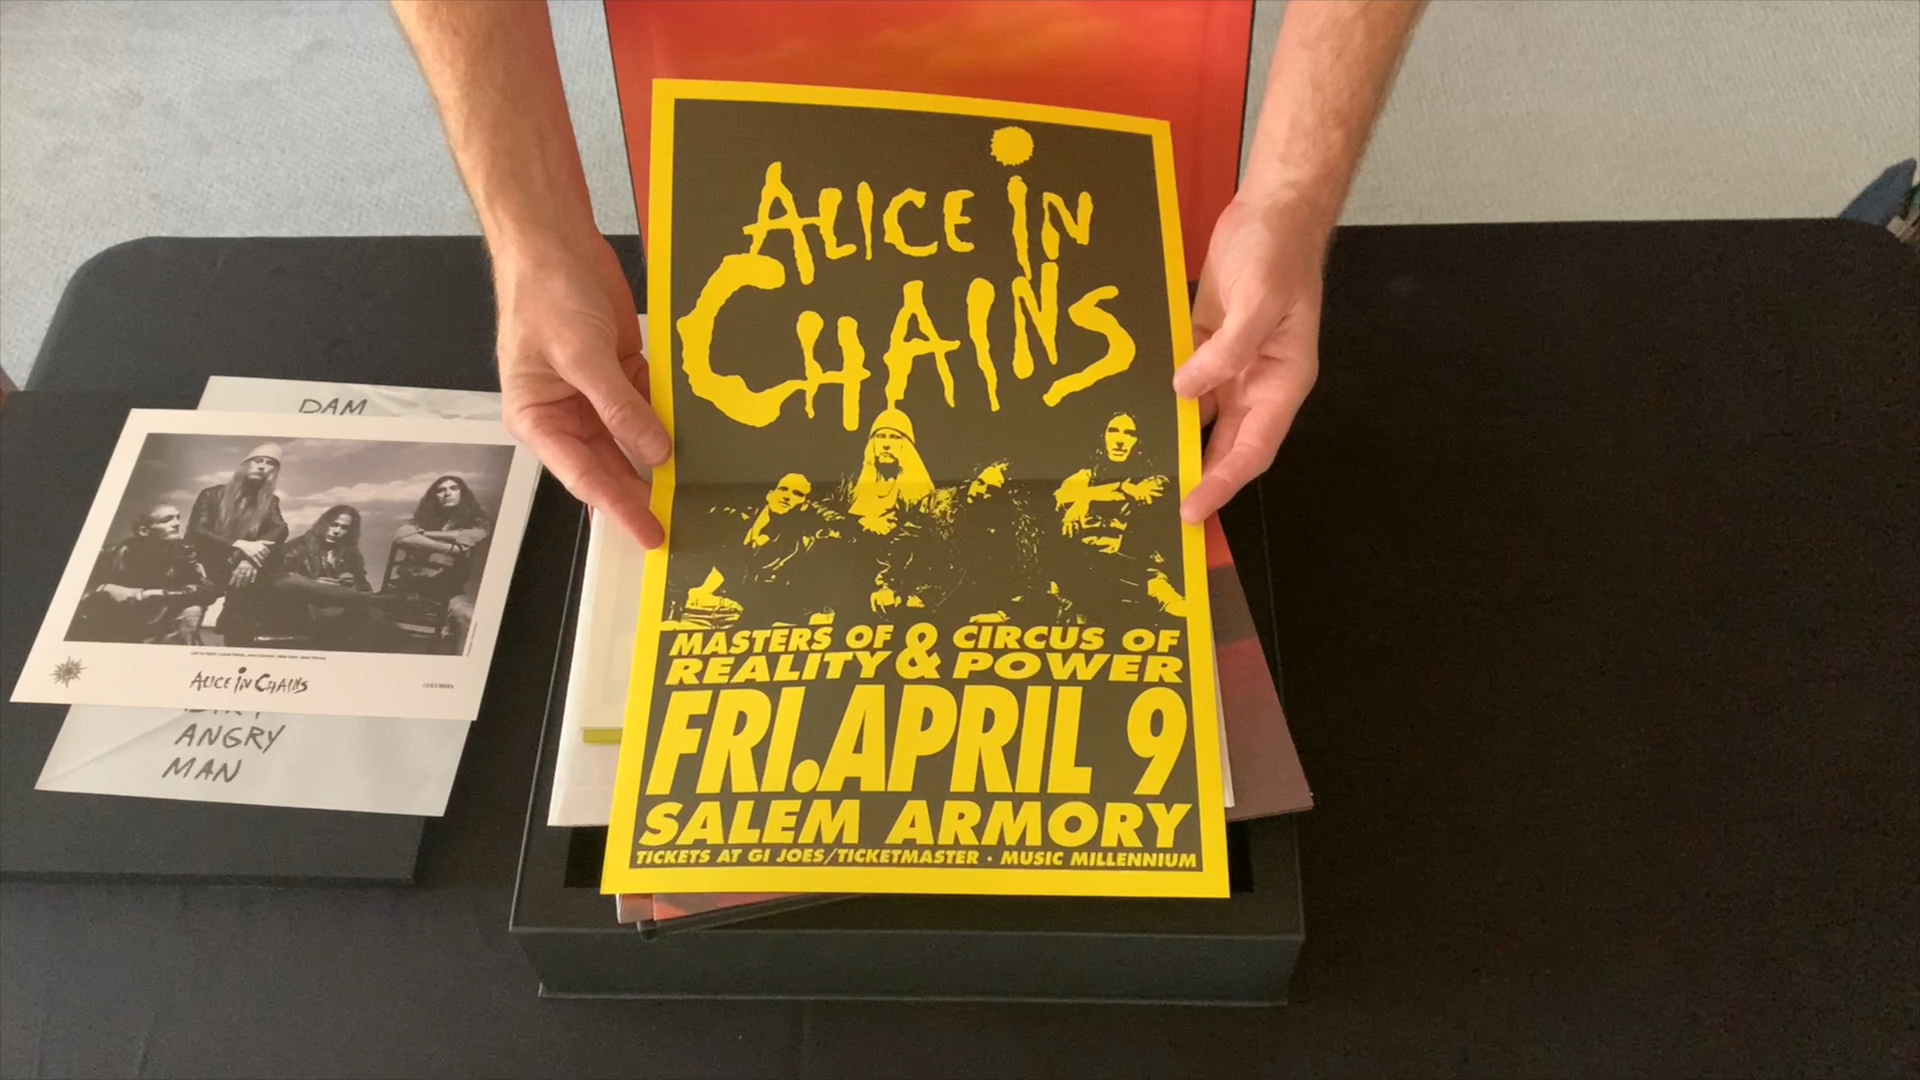 ALICE IN
CHAINS
MASTERS OF & CIRCUS OF
REALITY POWER
FRI. APRIL 9
SALEM ARMORY
TICKETS AT GI JOES/TICKETMASTER · MUSIC MILLENNIUM
DAM
ALICE IN CHAINS
COLUMBIA
ANGRY
MAN